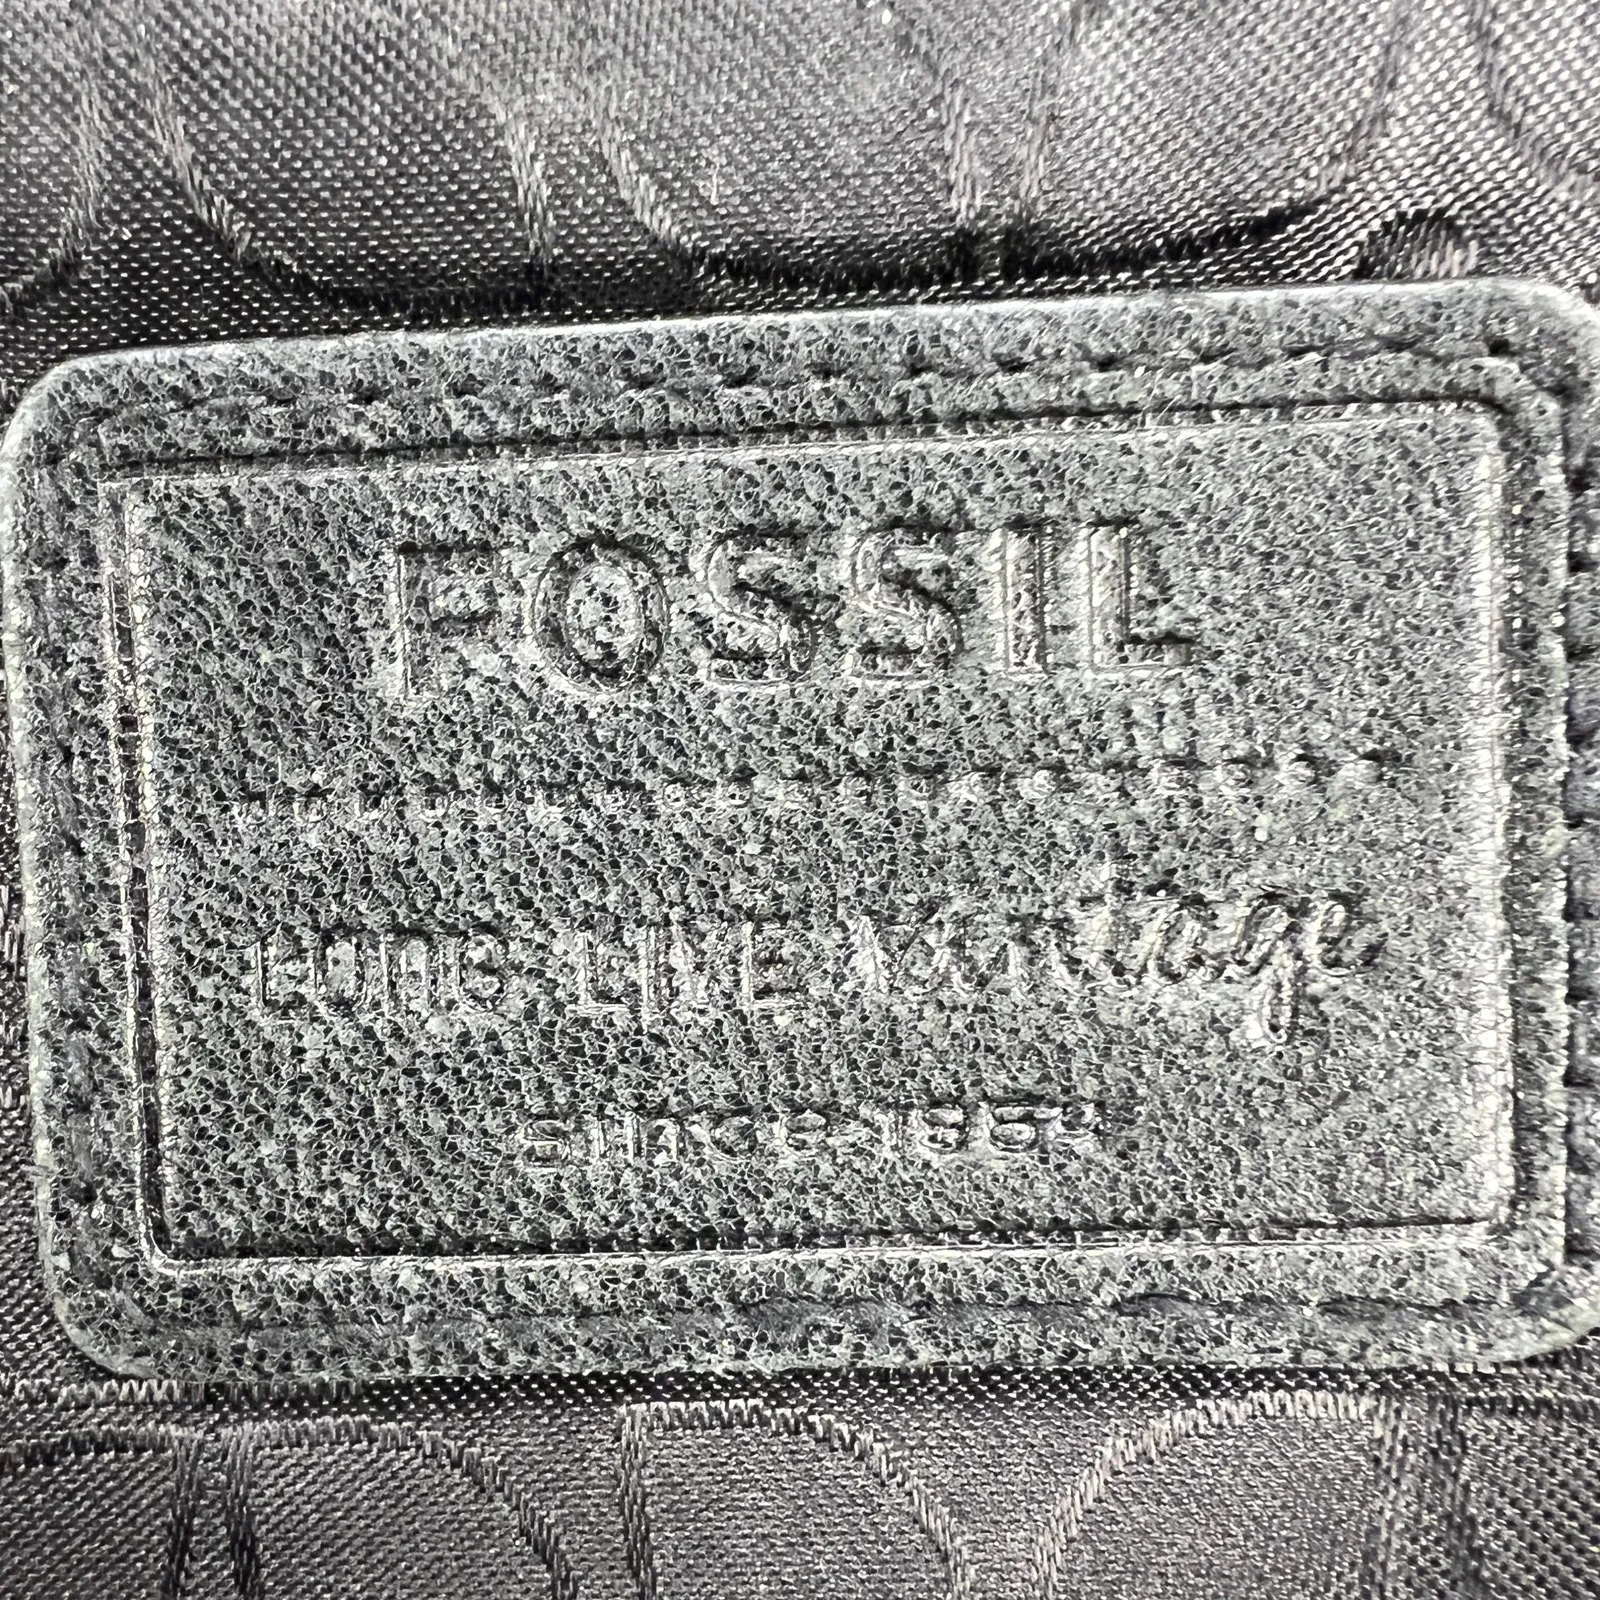 FOSSIL
LONG LIVE Vintage
Since 1954